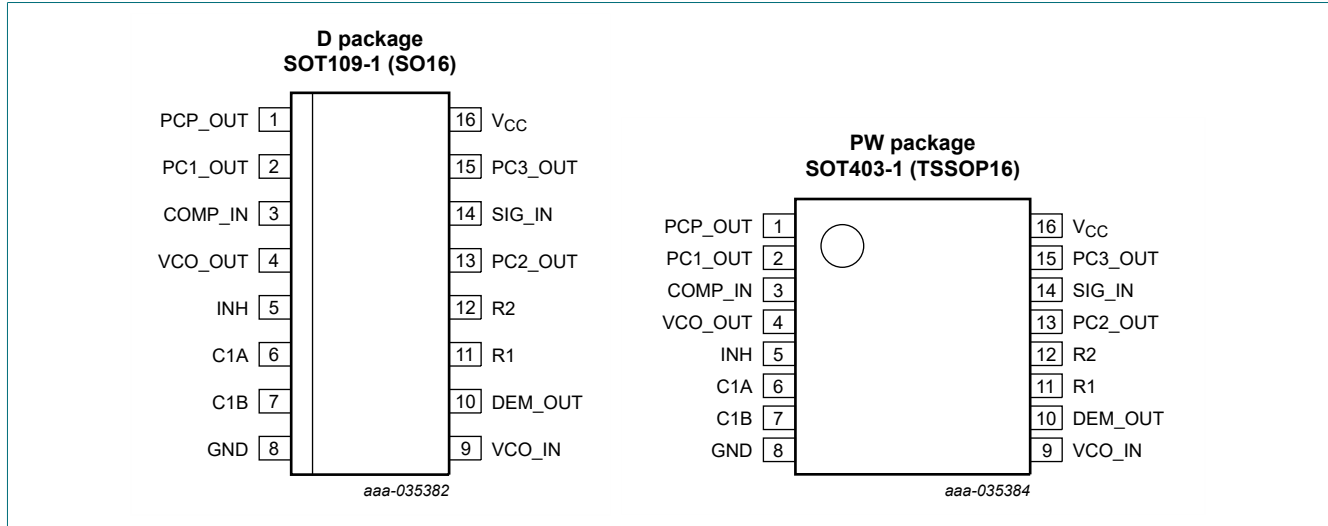 D package
SOT109-1 (SO16)
PCP_OUT 1 16 VCC
PC1_OUT 2 15 PC3_OUT
COMP_IN 3 14 SIG_IN
VCO_OUT 4 13 PC2_OUT
INH 5 12 R2
C1A 6 11 R1
C1B 7 10 DEM_OUT
GND 8 9 VCO_IN
aaa-035382
PW package
SOT403-1 (TSSOP16)
PCP_OUT 1 16 VCC
PC1_OUT 2 15 PC3_OUT
COMP_IN 3 14 SIG_IN
VCO_OUT 4 13 PC2_OUT
INH 5 12 R2
C1A 6 11 R1
C1B 7 10 DEM_OUT
GND 8 9 VCO_IN
aaa-035384